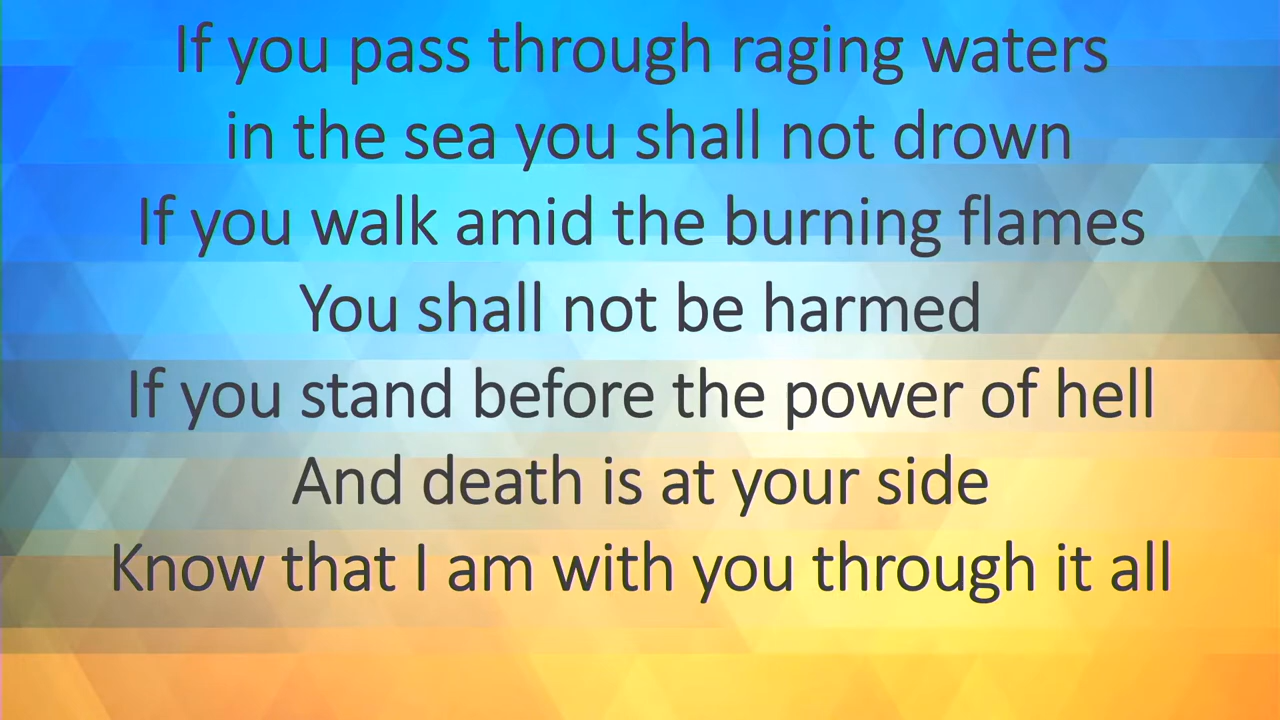 If you pass through raging waters
in the sea you shall not drown
If you walk amid the burning flames
You shall not be harmed
If you stand before the power of hell
And death is at your side
Know that I am with you through it all